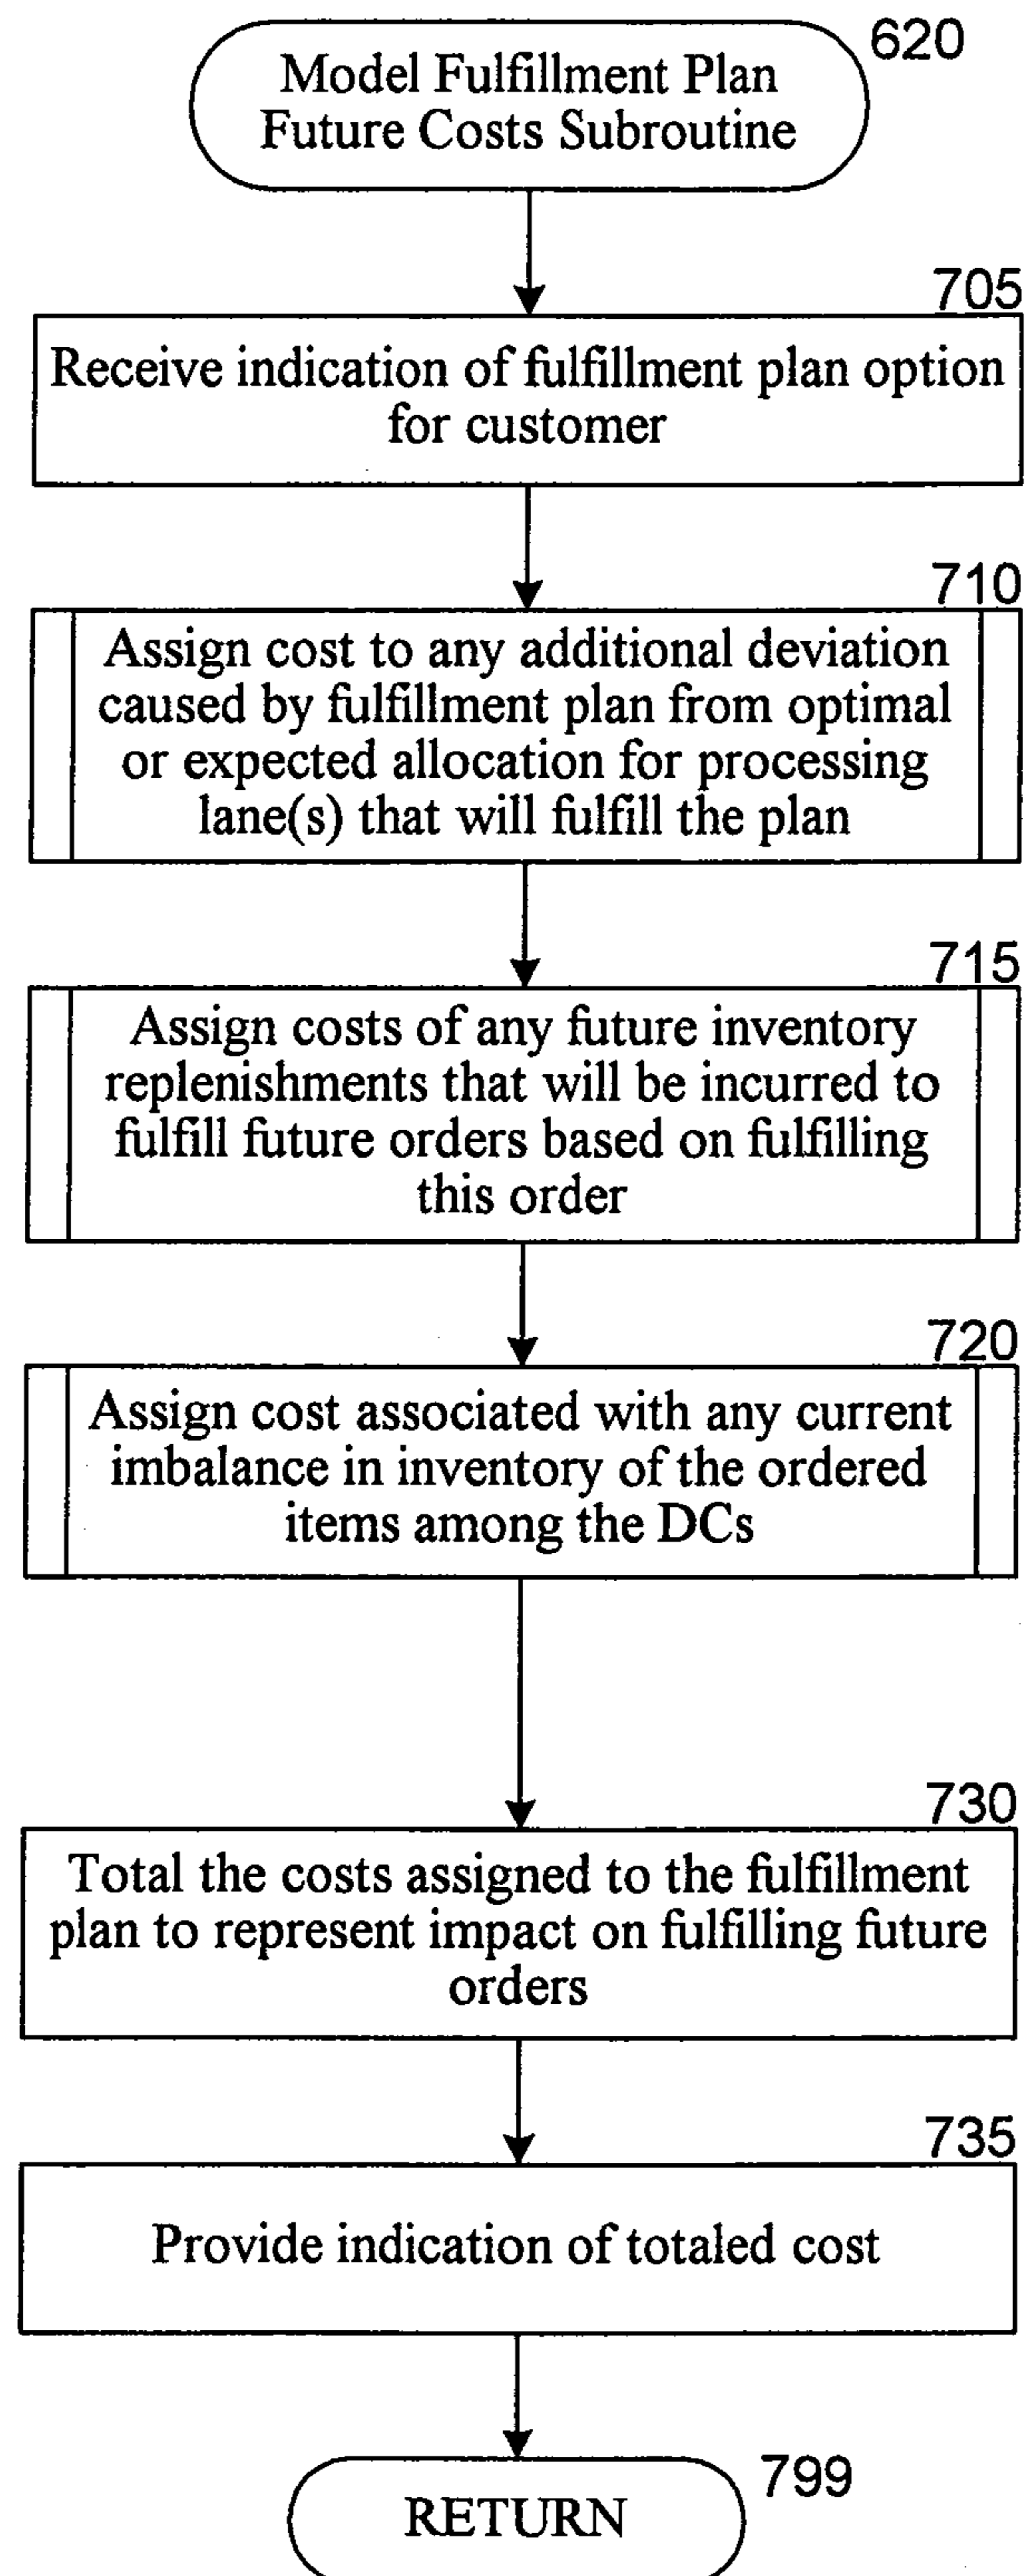 620
Model Fulfillment Plan
Future Costs Subroutine
705
Receive indication of fulfillment plan option
for customer
710
Assign cost to any additional deviation
caused by fulfillment plan from optimal
or expected allocation for processing
lane(s) that will fulfill the plan
715
Assign costs of any future inventory
replenishments that will be incurred to
fulfill future orders based on fulfilling
this order
720
Assign cost associated with any current
imbalance in inventory of the ordered
items among the DCs
730
Total the costs assigned to the fulfillment
plan to represent impact on fulfilling future
orders
735
Provide indication of totaled cost
799
RETURN